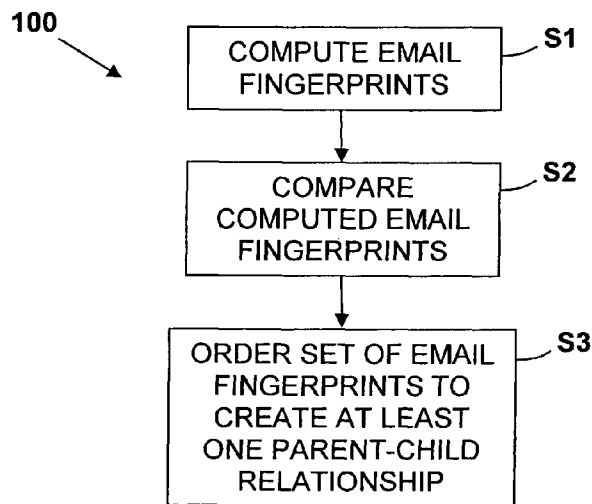 100
S1
COMPUTE EMAIL
FINGERPRINTS
S2
COMPARE
COMPUTED EMAIL
FINGERPRINTS
S3
ORDER SET OF EMAIL
FINGERPRINTS TO
CREATE AT LEAST
ONE PARENT-CHILD
RELATIONSHIP